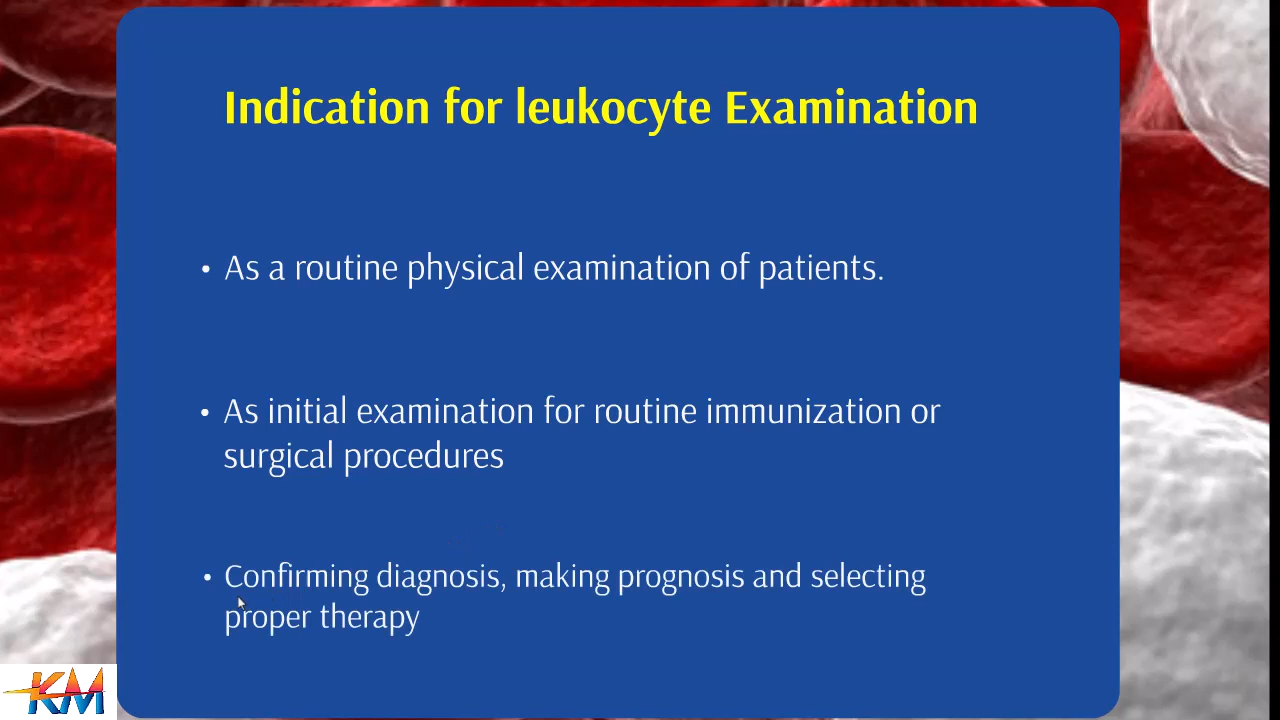 Indication for leukocyte Examination
• As a routine physical examination of patients.
• As initial examination for routine immunization or
surgical procedures
• Confirming diagnosis, making prognosis and selecting
proper therapy
KM